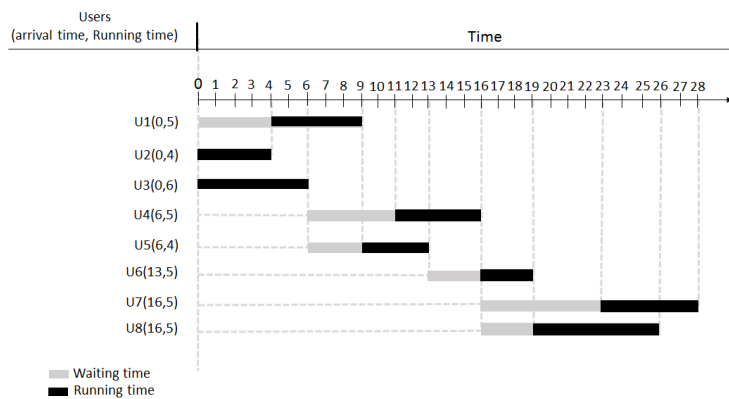 Users
(arrival time, Running time)
Time
0 1 2 3 4 5 6 7 8 9 10 11 12 13 14 15 16 17 18 19 20 21 22 23 24 25 26 27 28
U1(0,5)
U2(0,4)
U3(0,6)
U4(6,5)
U5(6,4)
U6(13,5)
U7(16,5)
U8(16,5)
Waiting time
Running time